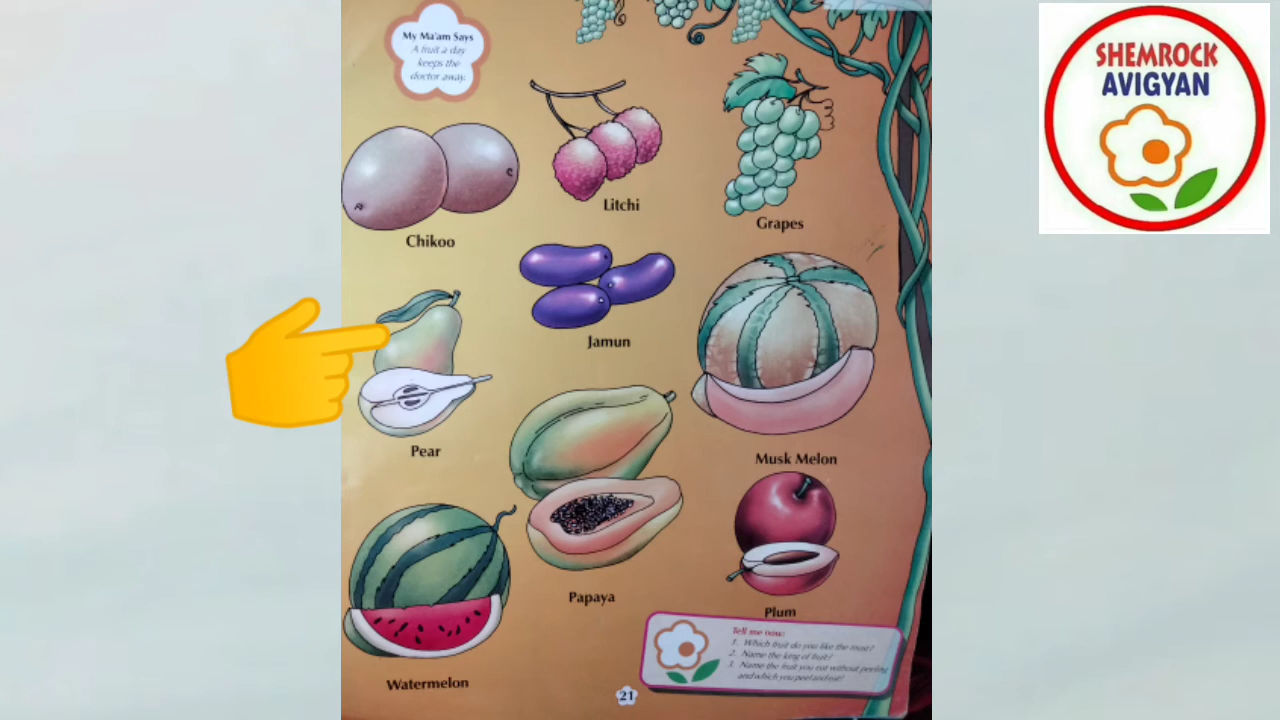 My Ma'am Says
A fruit a day
keeps the
doctor away.
SHEMROCK
AVIGYAN
Litchi
Grapes
Chikoo
Jamun
Pear
Musk Melon
Papaya
Plum
Tell me now:
1. Which fruit do you like the most?
2. Name the king of fruit?
3. Name the fruit you eat without peeling
and which you peel and eat?
Watermelon
21